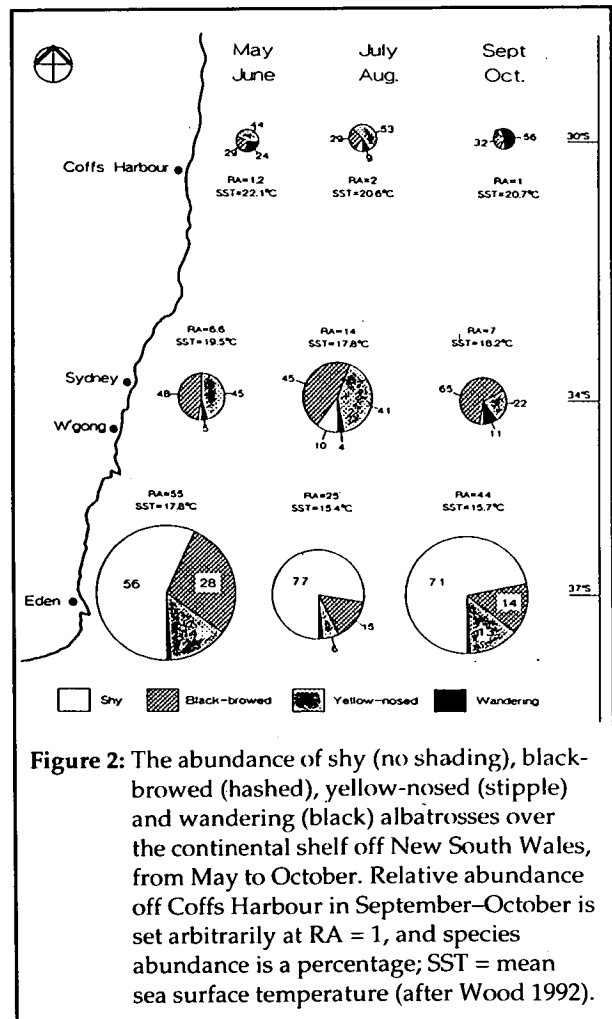 May June
July Aug.
Sept Oct.
44
29
24
29
53
9
32
56
30°S
Coffs Harbour
RA=1.2
SST=22.1°C
RA=2
SST=20.6°C
RA=1
SST=20.7°C
RA=6.6
SST=19.5°C
RA=14
SST=17.8°C
RA=7
SST=18.2°C
Sydney
48
45
5
45
41
10
4
65
22
11
34°S
W'gong
RA=55
SST=17.8°C
RA=25
SST=15.4°C
RA=44
SST=15.7°C
56
28
77
15
6
71
14
37°S
Eden
Shy
Black-browed
Yellow-nosed
Wandering
Figure 2: The abundance of shy (no shading), black-
browed (hashed), yellow-nosed (stipple)
and wandering (black) albatrosses over
the continental shelf off New South Wales,
from May to October. Relative abundance
off Coffs Harbour in September–October is
set arbitrarily at RA = 1, and species
abundance is a percentage; SST = mean
sea surface temperature (after Wood 1992).